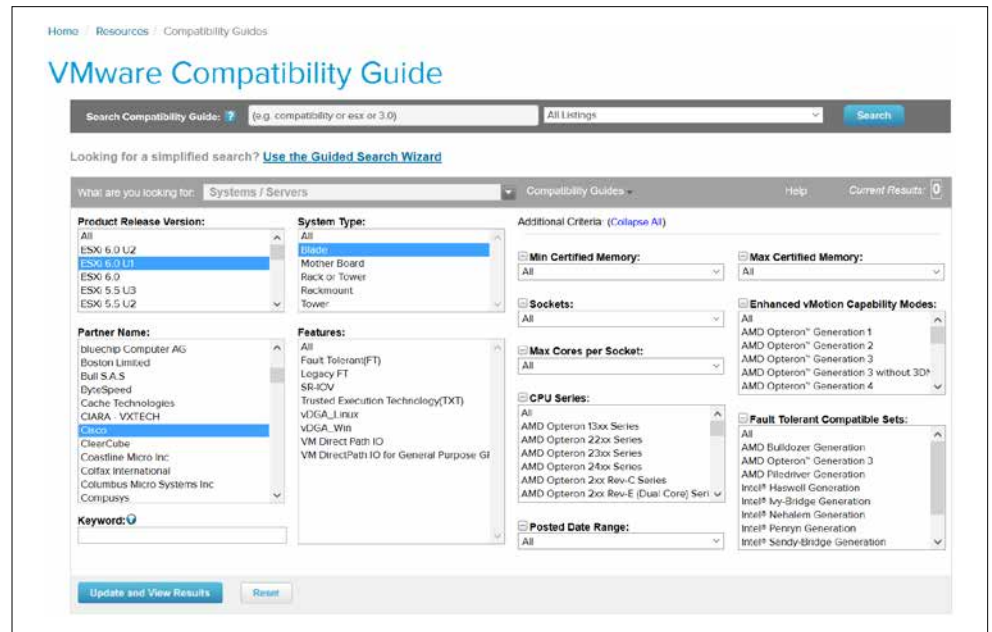 Home / Resources / Compatibility Guides
VMware Compatibility Guide
Search Compatibility Guide: ? (e.g. compatibility or esx or 3.0) All Listings Search
Looking for a simplified search? Use the Guided Search Wizard
What are you looking for: Systems / Servers Compatibility Guides Help Current Results: 0
Product Release Version:
All
ESXi 6.0 U2
ESXi 6.0 U1
ESXi 6.0
ESXi 5.5 U3
ESXi 5.5 U2
System Type:
All
Blade
Mother Board
Rack or Tower
Rackmount
Tower
Partner Name:
bluechip Computer AG
Boston Limited
Bull S.A.S
ByteSpeed
Cache Technologies
CIARA - VXTECH
Cisco
ClearCube
Coastline Micro Inc
Colfax International
Columbus Micro Systems Inc
Compusys
Features:
All
Fault Tolerant(FT)
Legacy FT
SR-IOV
Trusted Execution Technology(TXT)
vDGA_Linux
vDGA_Win
VM Direct Path IO
VM DirectPath IO for General Purpose GI
Keyword:
Additional Criteria: (Collapse All)
Min Certified Memory:
All
Sockets:
All
Max Cores per Socket:
All
CPU Series:
All
AMD Opteron 13xx Series
AMD Opteron 22xx Series
AMD Opteron 23xx Series
AMD Opteron 24xx Series
AMD Opteron 2xx Rev-C Series
AMD Opteron 2xx Rev-E (Dual Core) Seri
Posted Date Range:
All
Max Certified Memory:
All
Enhanced vMotion Capability Modes:
All
AMD Opteron™ Generation 1
AMD Opteron™ Generation 2
AMD Opteron™ Generation 3
AMD Opteron™ Generation 3 without 3DN
AMD Opteron™ Generation 4
Fault Tolerant Compatible Sets:
All
AMD Bulldozer Generation
AMD Opteron™ Generation 3
AMD Piledriver Generation
Intel® Haswell Generation
Intel® Ivy-Bridge Generation
Intel® Nehalem Generation
Intel® Penryn Generation
Intel® Sandy-Bridge Generation
Update and View Results Reset